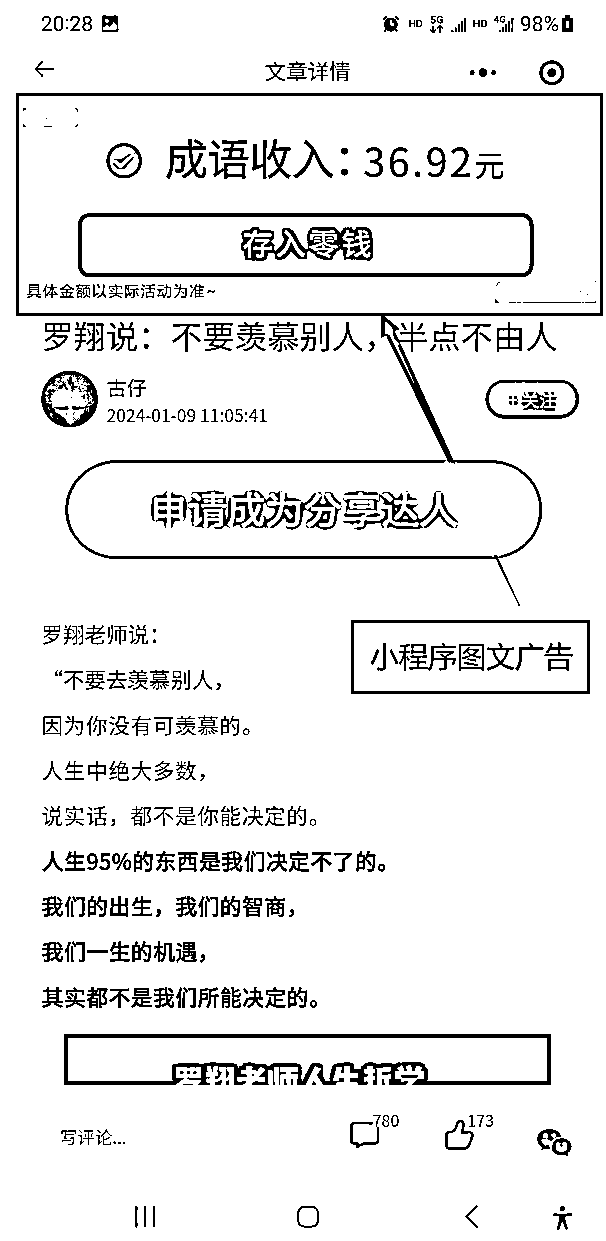 20:28 HD 5G HD 4G 98%
文章详情
成语收入：36.92元
存入零钱
具体金额以实际活动为准~
罗翔说：不要羡慕别人，半点不由人
古仔
2024-01-09 11:05:41
关注
申请成为分享达人
小程序图文广告
罗翔老师说：
“不要去羡慕别人，
因为你没有可羡慕的。
人生中绝大多数，
说实话，都不是你能决定的。
人生95%的东西是我们决定不了的。
我们的出生，我们的智商，
我们一生的机遇，
其实都不是我们所能决定的。
罗翔老师人生哲学
写评论...
780
173